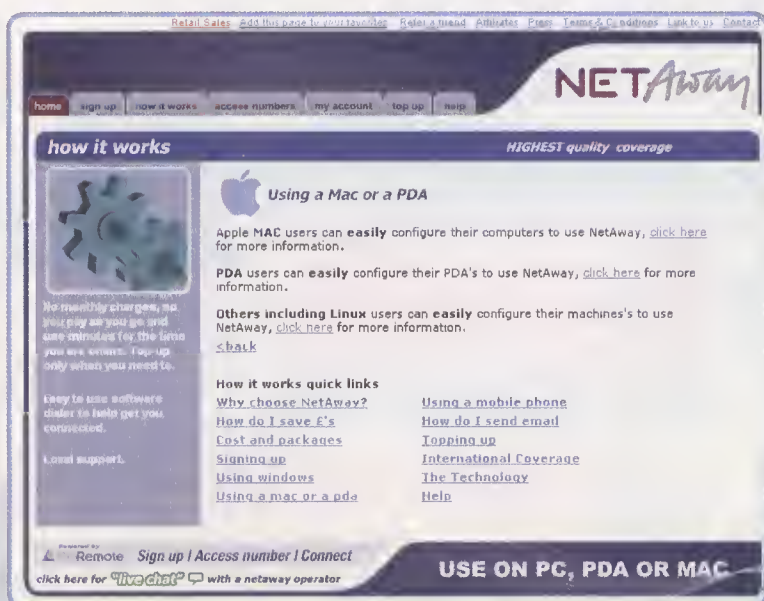 Retail Sales Add this page to your favorites Refer a friend Affiliates Press Terms & Conditions Link to us Contact
NETAway
home sign up how it works access numbers my account top up help
how it works
HIGHEST quality coverage
Using a Mac or a PDA
Apple MAC users can easily configure their computers to use NetAway, click here
for more information.
PDA users can easily configure their PDA's to use NetAway, click here for more
information.
Others including Linux users can easily configure their machines's to use
NetAway, click here for more information.
<back
No monthly charges, so
you pay as you go and
use minutes for the time
you are online. Top-up
only when you need to.
Easy to use software
dialer to help get you
connected.
Local support.
How it works quick links
Why choose NetAway?
Using a mobile phone
How do I save £'s
How do I send email
Cost and packages
Topping up
Signing up
International Coverage
Using windows
The Technology
Using a mac or a pda
Help
Powered by
Remote
Sign up / Access number / Connect
click here for "live chat" with a netaway operator
USE ON PC, PDA OR MAC